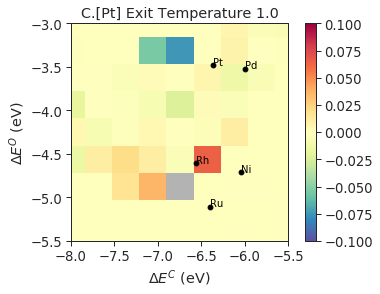 C.[Pt] Exit Temperature 1.0
−3.0
−3.5
−4.0
−4.5
−5.0
−5.5
ΔE^O (eV)
Pt
Pd
Rh
Ni
Ru
−8.0 −7.5 −7.0 −6.5 −6.0 −5.5
ΔE^C (eV)
0.100
0.075
0.050
0.025
0.000
−0.025
−0.050
−0.075
−0.100